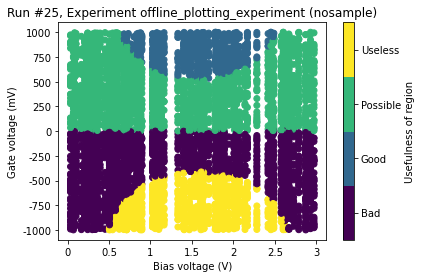 Run #25, Experiment offline_plotting_experiment (nosample)
1000
750
500
250
0
-250
-500
-750
-1000
Gate voltage (mV)
0
0.5
1
1.5
2
2.5
3
Bias voltage (V)
Useless
Possible
Good
Bad
Usefulness of region